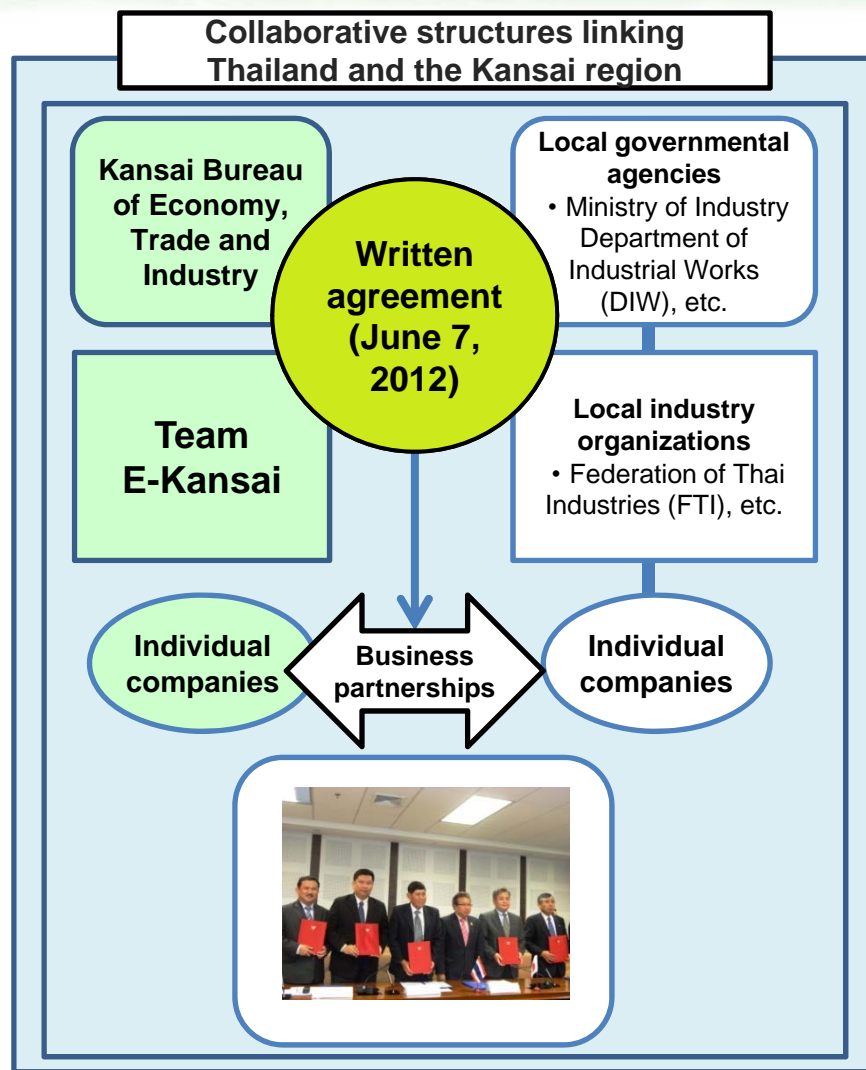 Collaborative structures linking
Thailand and the Kansai region
Kansai Bureau
of Economy,
Trade and
Industry
Written
agreement
(June 7,
2012)
Local governmental
agencies
• Ministry of Industry
Department of
Industrial Works
(DIW), etc.
Team
E-Kansai
Local industry
organizations
• Federation of Thai
Industries (FTI), etc.
Individual
companies
Business
partnerships
Individual
companies